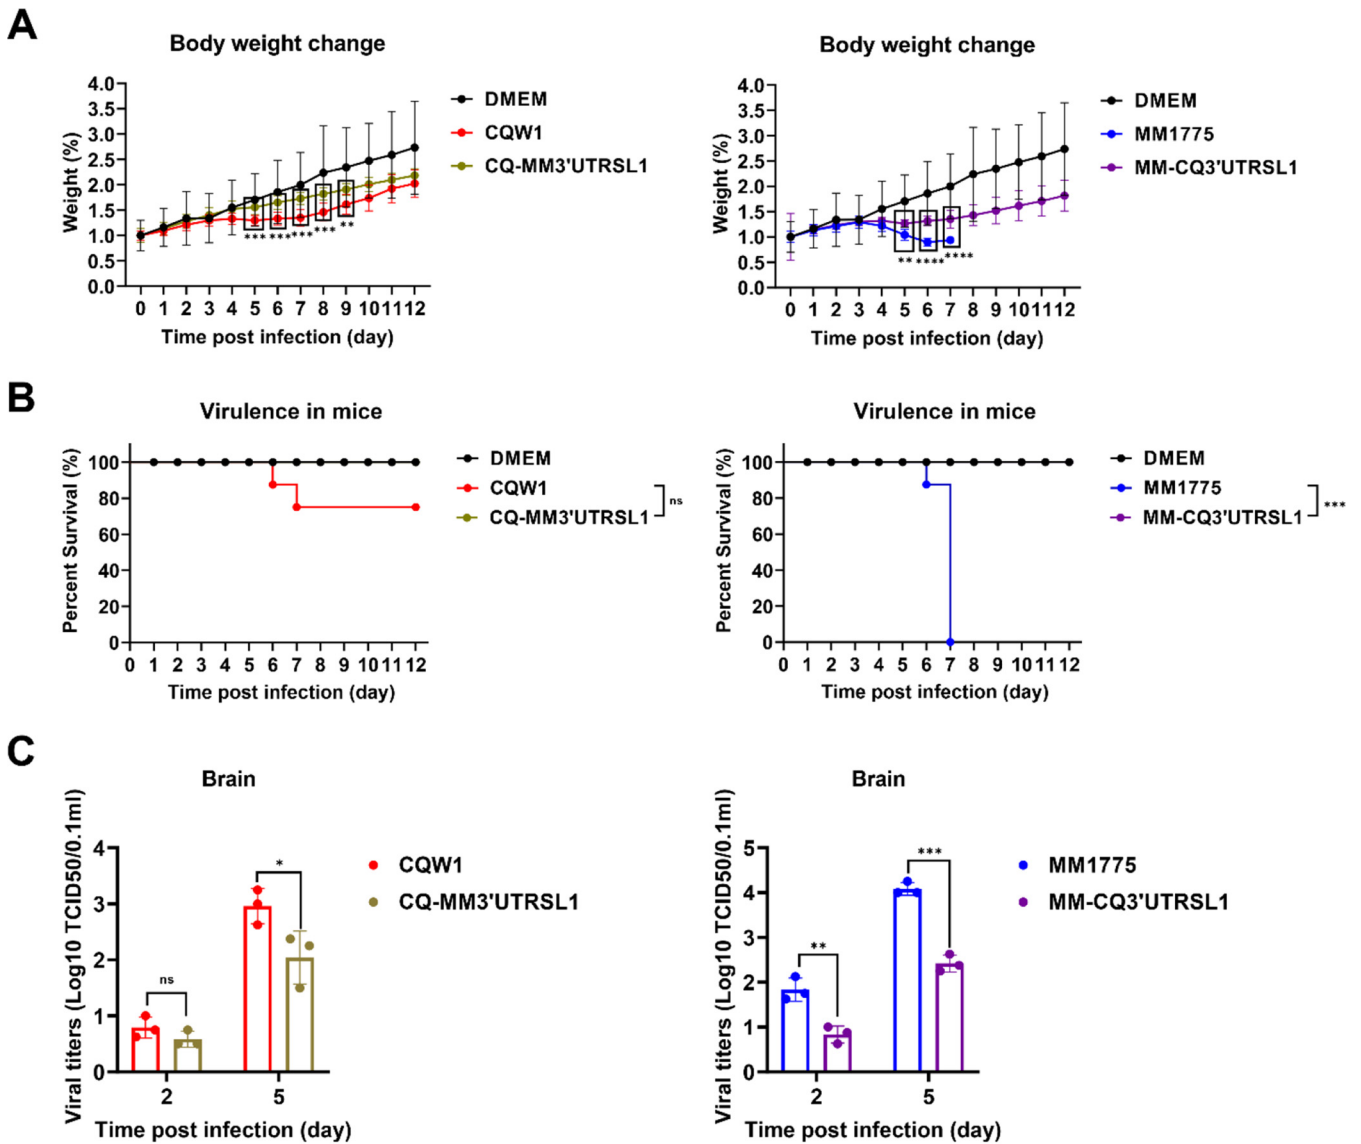 A
Body weight change
Weight (%)
4.0
3.5
3.0
2.5
2.0
1.5
1.0
0.5
0.0
*** *** *** *** **
0 1 2 3 4 5 6 7 8 9 10 11 12
Time post infection (day)
DMEM
CQW1
CQ-MM3'UTRSL1
Body weight change
Weight (%)
4.0
3.5
3.0
2.5
2.0
1.5
1.0
0.5
0.0
** **** ****
0 1 2 3 4 5 6 7 8 9 10 11 12
Time post infection (day)
DMEM
MM1775
MM-CQ3'UTRSL1
B
Virulence in mice
Percent Survival (%)
100
80
60
40
20
0
0 1 2 3 4 5 6 7 8 9 10 11 12
Time post infection (day)
DMEM
CQW1
CQ-MM3'UTRSL1
ns
Virulence in mice
Percent Survival (%)
100
80
60
40
20
0
0 1 2 3 4 5 6 7 8 9 10 11 12
Time post infection (day)
DMEM
MM1775
MM-CQ3'UTRSL1
***
C
Brain
Viral titers (Log10 TCID50/0.1ml)
4
3
2
1
0
ns
*
2 5
Time post infection (day)
CQW1
CQ-MM3'UTRSL1
Brain
Viral titers (Log10 TCID50/0.1ml)
5
4
3
2
1
0
**
***
2 5
Time post infection (day)
MM1775
MM-CQ3'UTRSL1